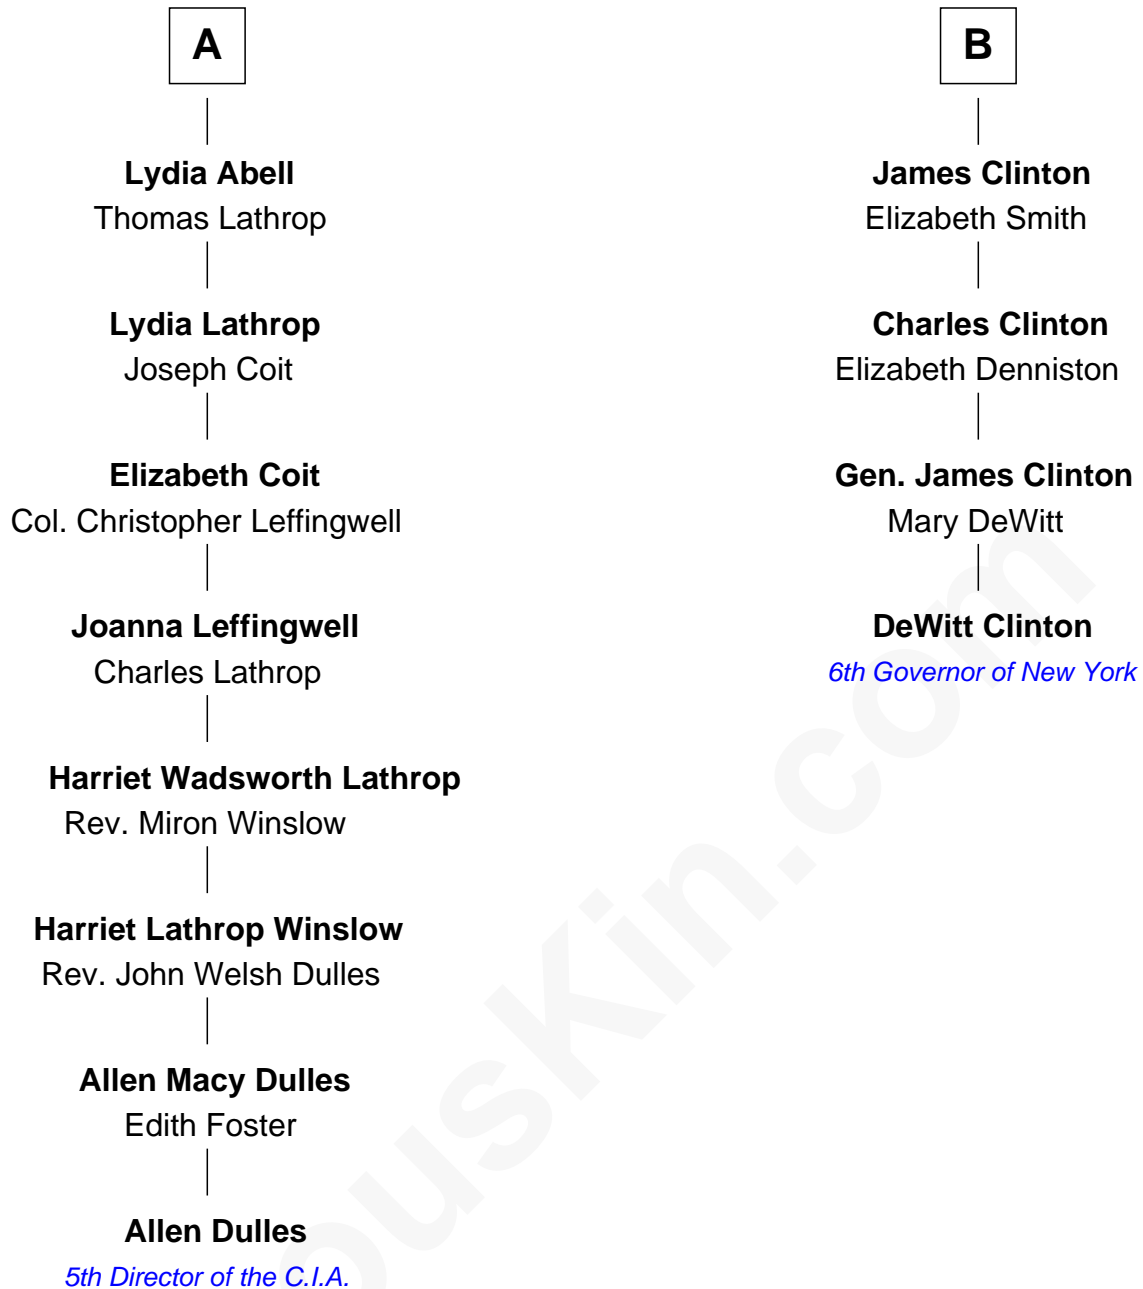 A
Lydia Abell
Thomas Lathrop
Lydia Lathrop
Joseph Coit
Elizabeth Coit
Col. Christopher Leffingwell
Joanna Leffingwell
Charles Lathrop
Harriet Wadsworth Lathrop
Rev. Miron Winslow
Harriet Lathrop Winslow
Rev. John Welsh Dulles
Allen Macy Dulles
Edith Foster
Allen Dulles
5th Director of the C.I.A.
B
James Clinton
Elizabeth Smith
Charles Clinton
Elizabeth Denniston
Gen. James Clinton
Mary DeWitt
DeWitt Clinton
6th Governor of New York
ousKin.com